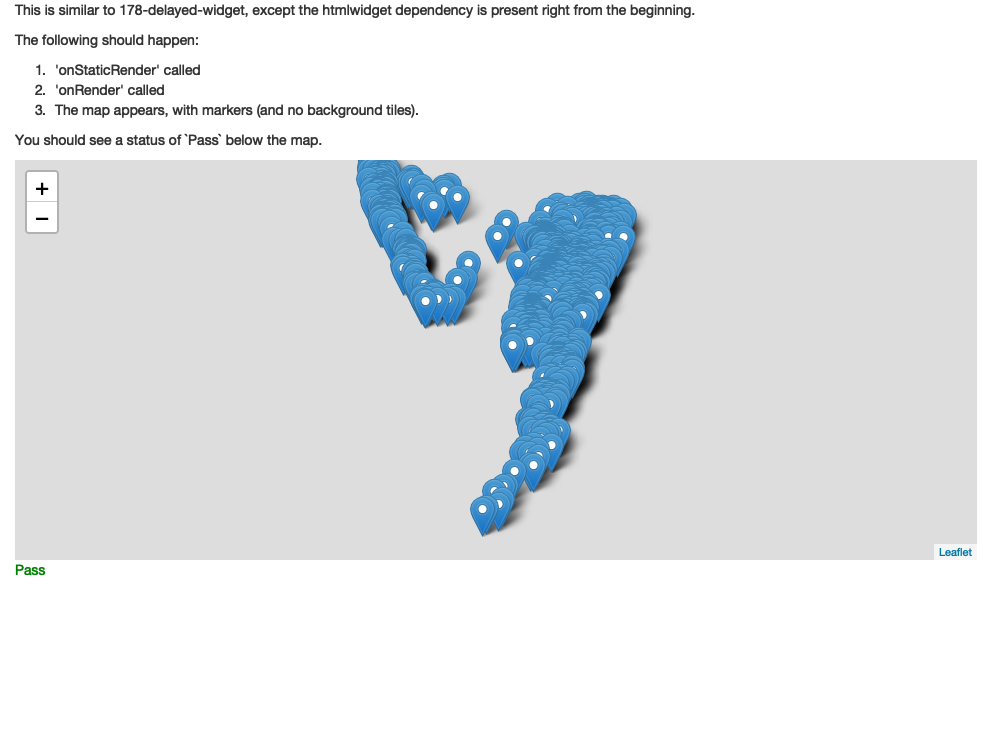 This is similar to 178-delayed-widget, except the htmlwidget dependency is present right from the beginning.
The following should happen:
1. 'onStaticRender' called
2. 'onRender' called
3. The map appears, with markers (and no background tiles).
You should see a status of `Pass` below the map.
+
−
Leaflet
Pass